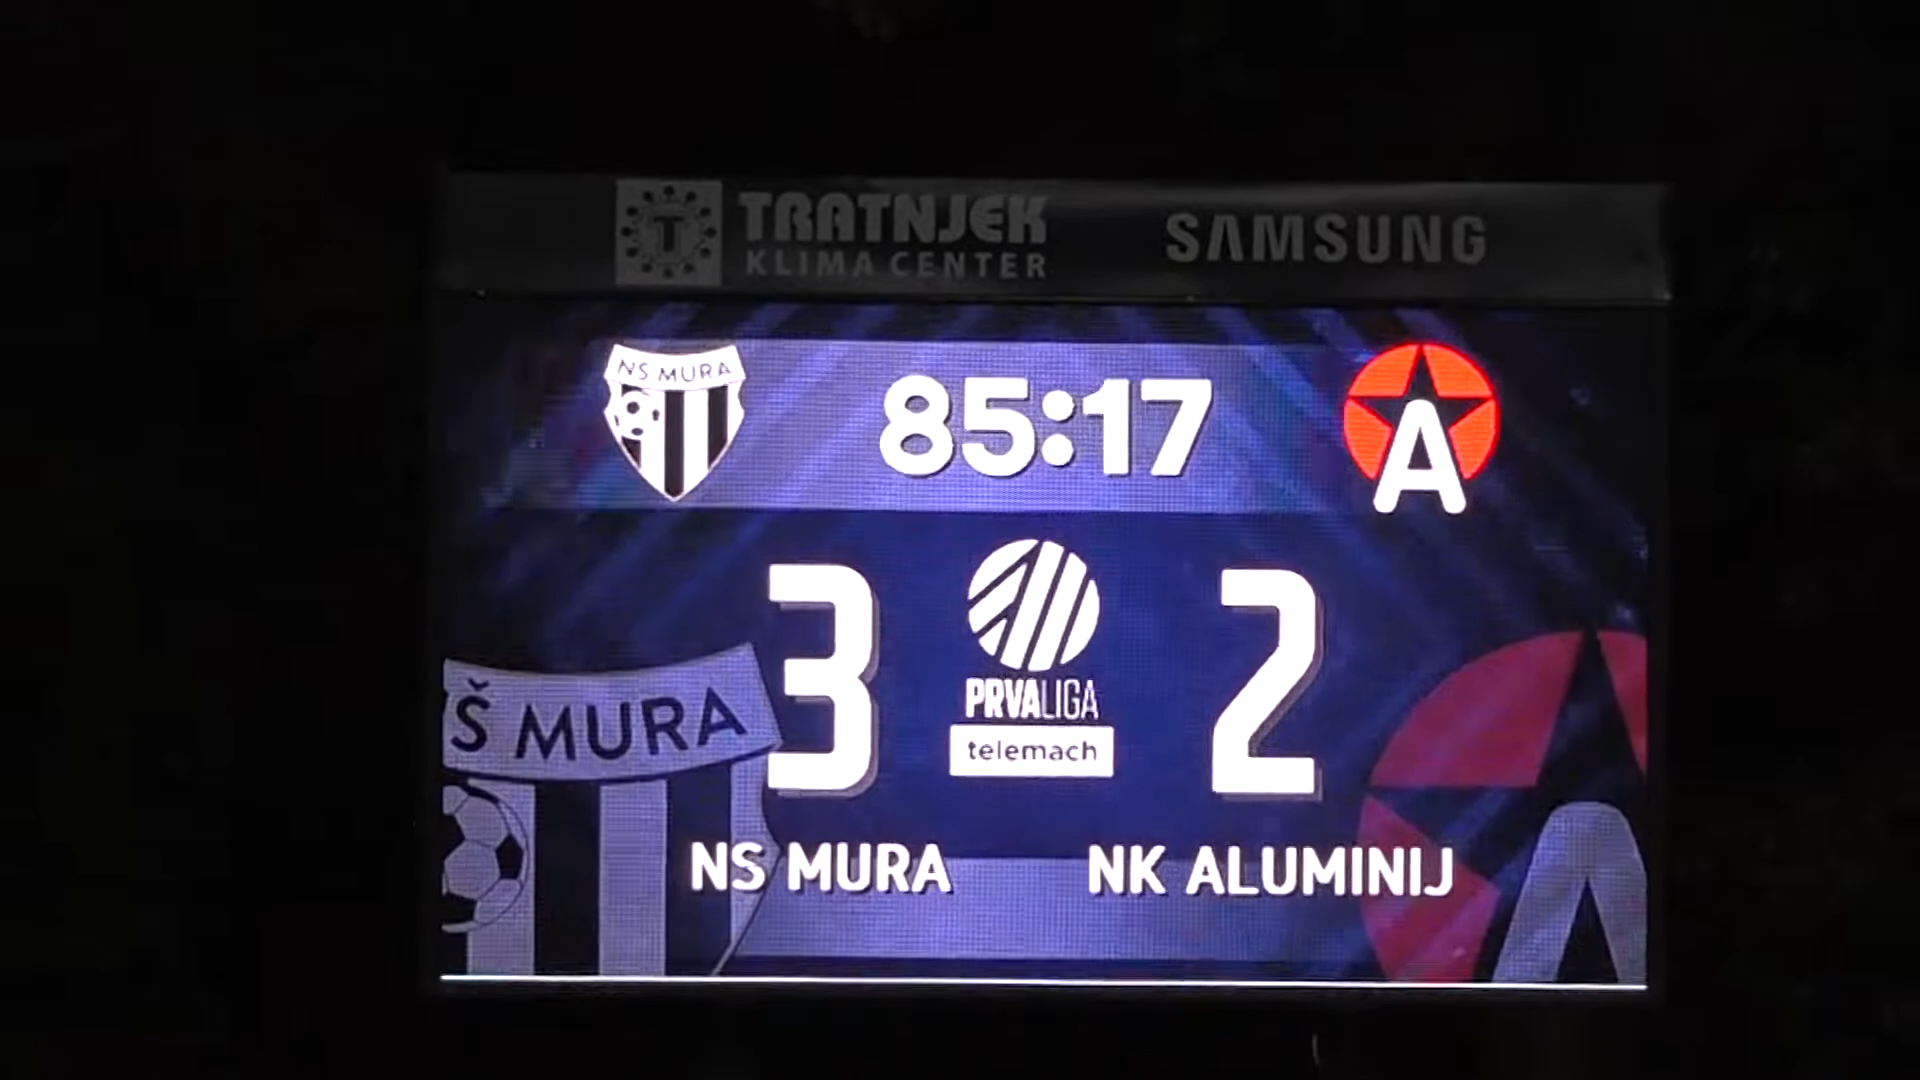 T TRATNJEK
KLIMA CENTER
SAMSUNG
NS MURA
85:17
A
3
2
PRVALIGA
telemach
Š MURA
NS MURA
NK ALUMINIJ